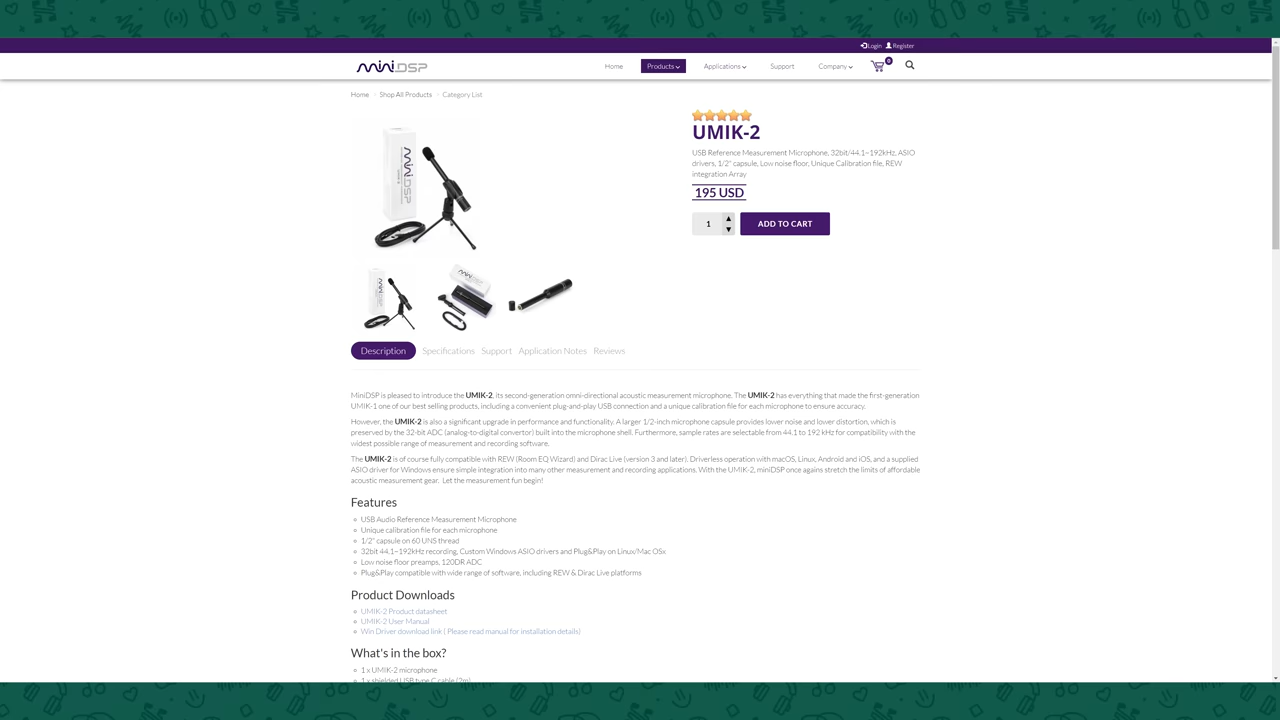 Login Register
miniDSP
Home Products Applications Support Company 0
Home Shop All Products Category List
UMIK-2
USB Reference Measurement Microphone, 32bit/44.1~192kHz, ASIO
drivers, 1/2" capsule, Low noise floor, Unique Calibration file, REW
integration Array
195 USD
1 ADD TO CART
miniDSP
Description Specifications Support Application Notes Reviews
MiniDSP is pleased to introduce the UMIK-2, its second-generation omni-directional acoustic measurement microphone. The UMIK-2 has everything that made the first-generation
UMIK-1 one of our best selling products, including a convenient plug-and-play USB connection and a unique calibration file for each microphone to ensure accuracy.
However, the UMIK-2 is also a significant upgrade in performance and functionality. A larger 1/2-inch microphone capsule provides lower noise and lower distortion, which is
preserved by the 32-bit ADC (analog-to-digital convertor) built into the microphone shell. Furthermore, sample rates are selectable from 44.1 to 192 kHz for compatibility with the
widest possible range of measurement and recording software.
The UMIK-2 is of course fully compatible with REW (Room EQ Wizard) and Dirac Live (version 3 and later). Driverless operation with macOS, Linux, Android and iOS, and a supplied
ASIO driver for Windows ensure simple integration into many other measurement and recording applications. With the UMIK-2, miniDSP once agains stretch the limits of affordable
acoustic measurement gear. Let the measurement fun begin!
Features
USB Audio Reference Measurement Microphone
Unique calibration file for each microphone
1/2" capsule on 60 UNS thread
32bit 44.1~192kHz recording, Custom Windows ASIO drivers and Plug&Play on Linux/Mac OSx
Low noise floor preamps, 120DR ADC
Plug&Play compatible with wide range of software, including REW & Dirac Live platforms
Product Downloads
UMIK-2 Product datasheet
UMIK-2 User Manual
Win Driver download link ( Please read manual for installation details)
What's in the box?
1 x UMIK-2 microphone
1 x shielded USB type C cable (2m)